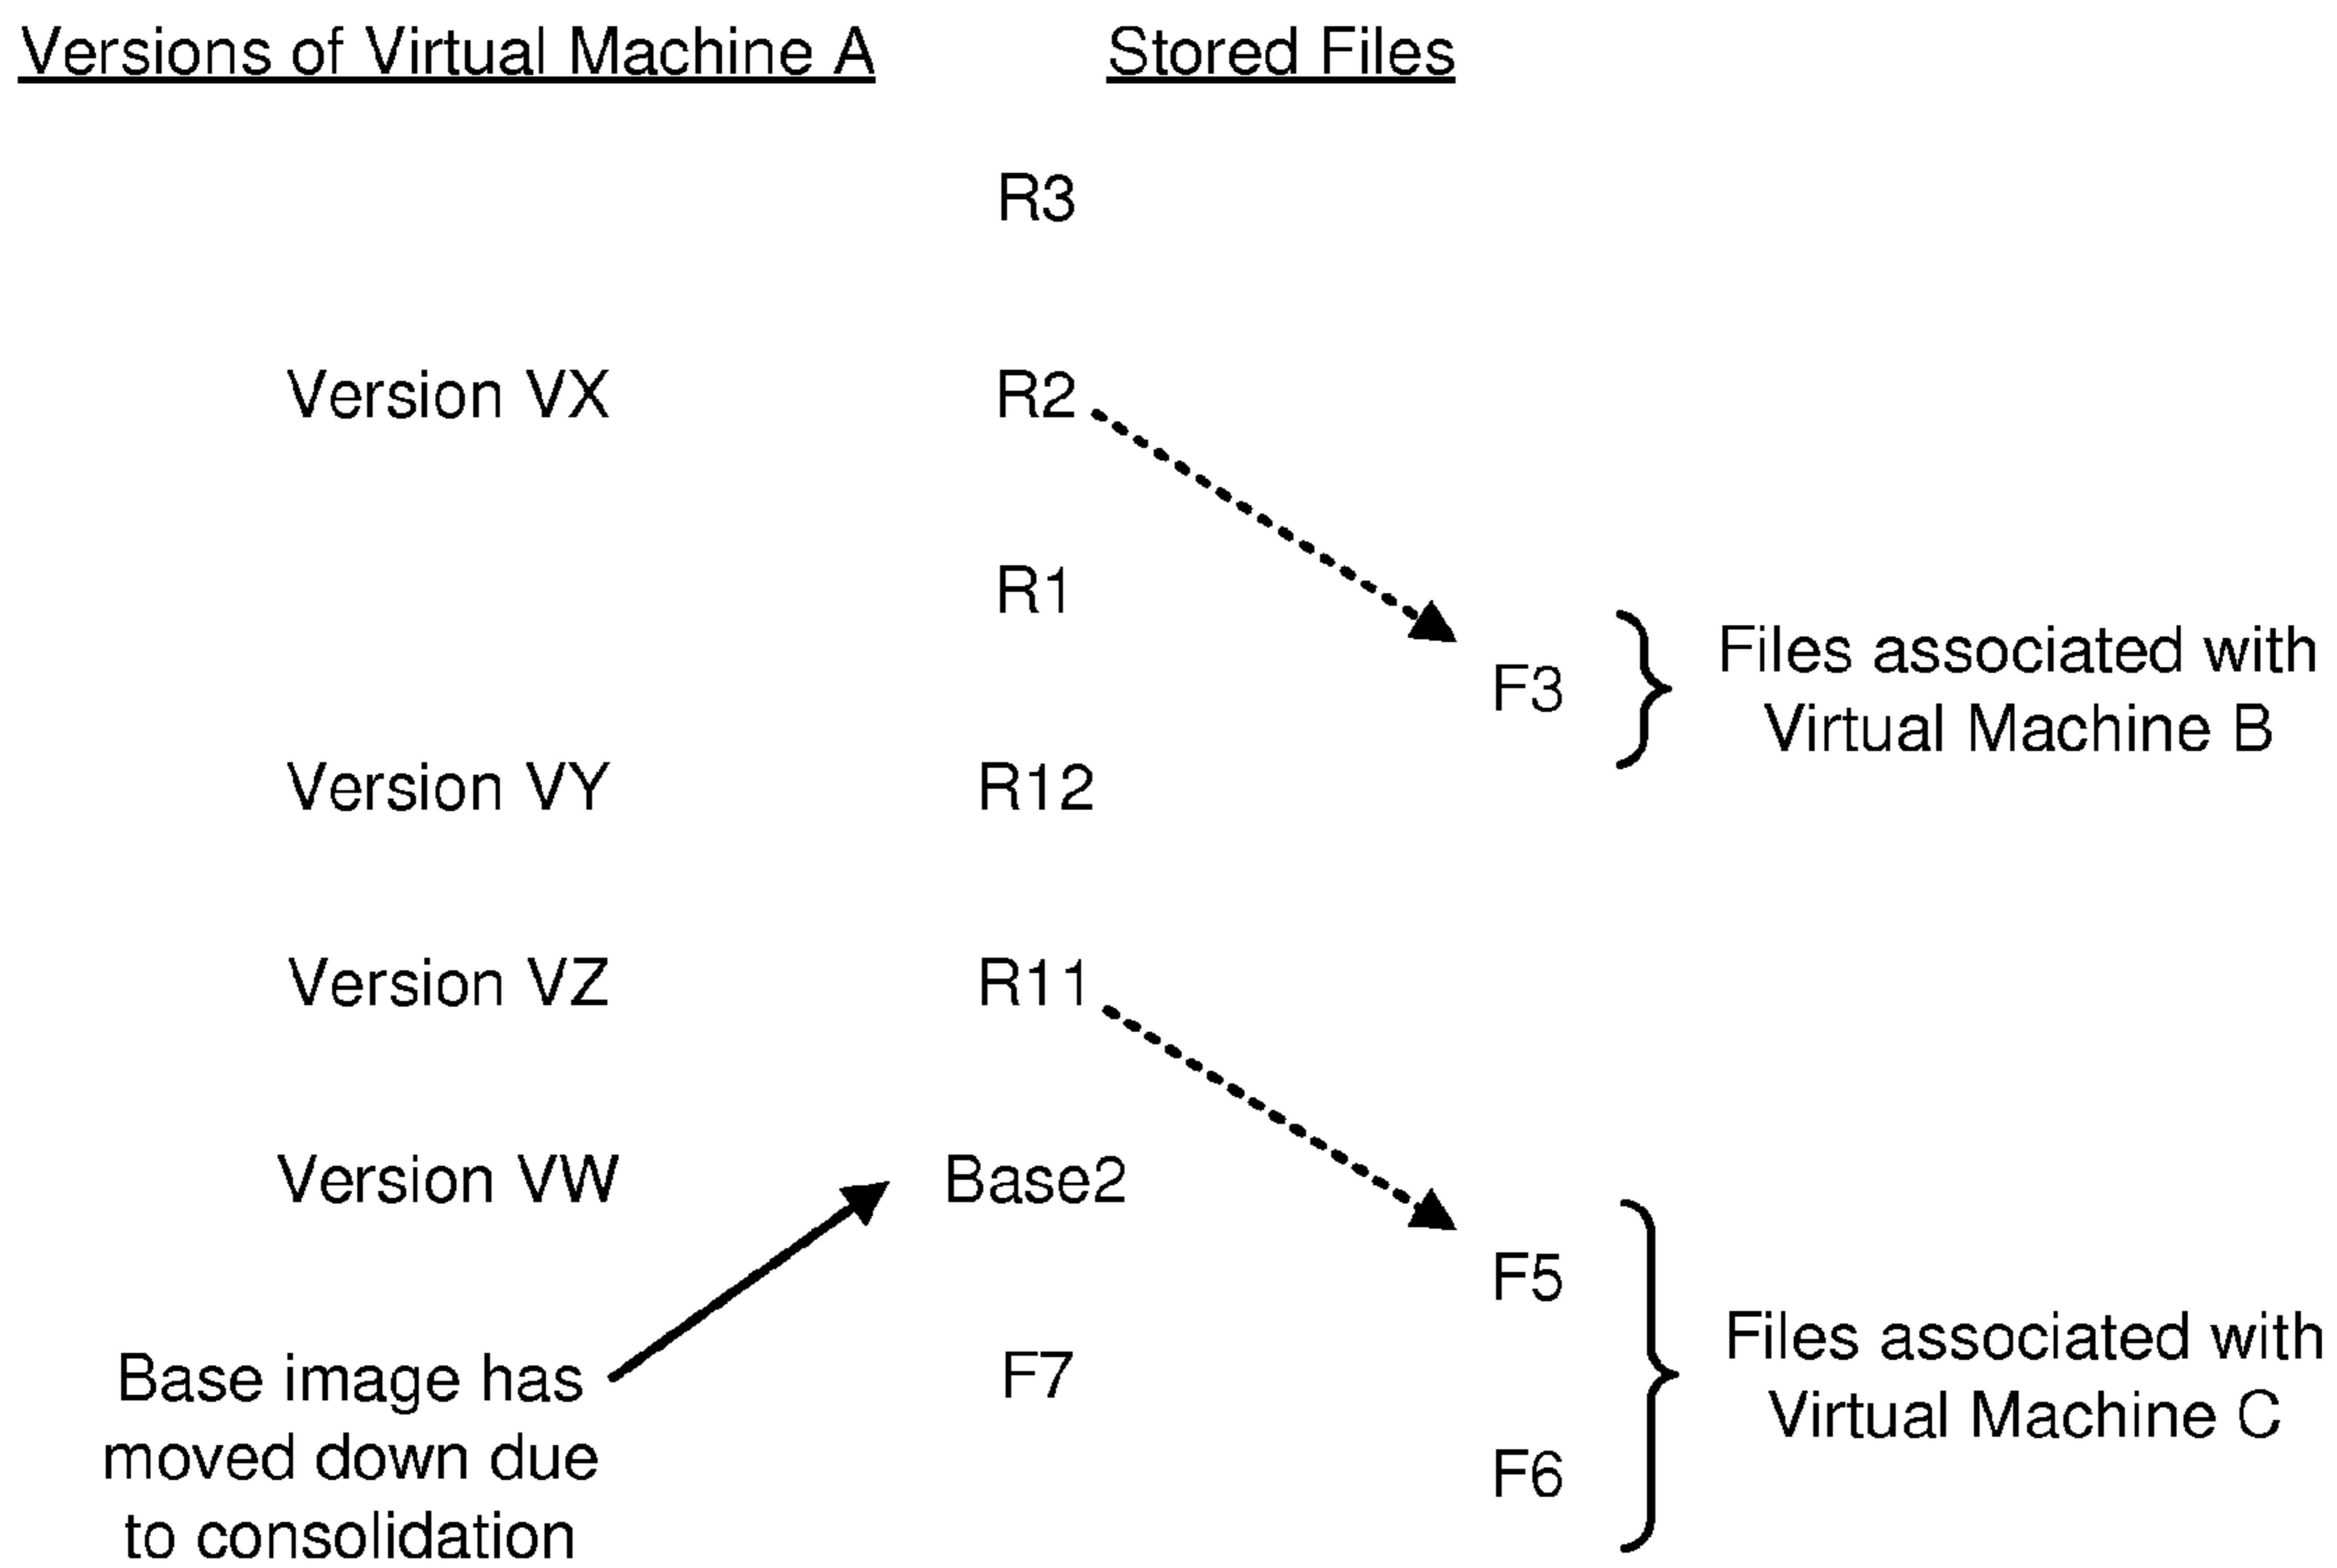 Versions of Virtual Machine A
Stored Files
R3
Version VX
R2
R1
F3
Files associated with
Virtual Machine B
Version VY
R12
Version VZ
R11
Version VW
Base2
F5
Base image has
moved down due
to consolidation
F7
F6
Files associated with
Virtual Machine C